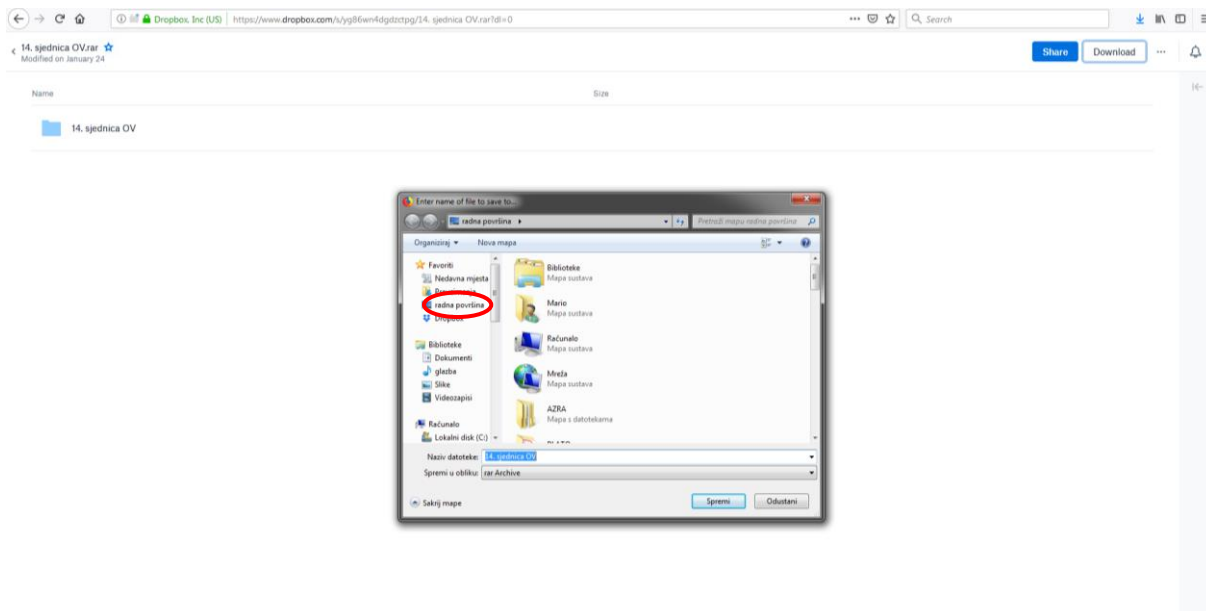 Dropbox, Inc (US) https://www.dropbox.com/s/yg86wn4dgdzctpg/14. sjednica OV.rar?dl=0 Search
14. sjednica OV.rar
Modified on January 24
Share Download
Name Size
14. sjednica OV
Enter name of file to save to...
radna površina
Pretraži mapu radna površina
Organiziraj Nova mapa
Favoriti
Nedavna mjesta
radna površina
Dropbox
Biblioteke
Dokumenti
glazba
Slike
Videozapisi
Računalo
Lokalni disk (C:)
Biblioteke
Mapa sustava
Mario
Mapa sustava
Računalo
Mapa sustava
Mreža
Mapa sustava
AZRA
Mapa s datotekama
Naziv datoteke: 14. sjednica OV
Spremi u obliku: rar Archive
Sakrij mape Spremi Odustani